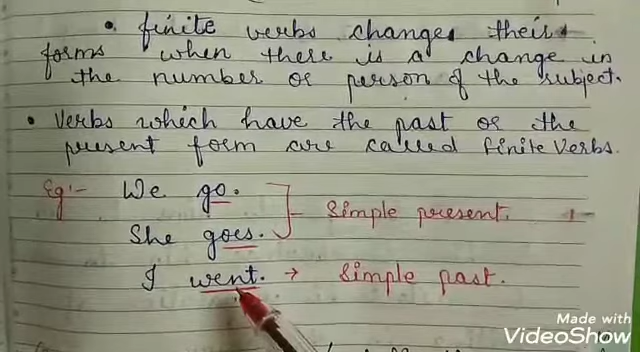 • finite verbs change their
forms when there is a change in
the number or person of the subject.
• Verbs which have the past or the
present form are called finite verbs.
Eg:- We go.
She goes.
Simple present.
I went. → Simple past.
Made with
VideoShow